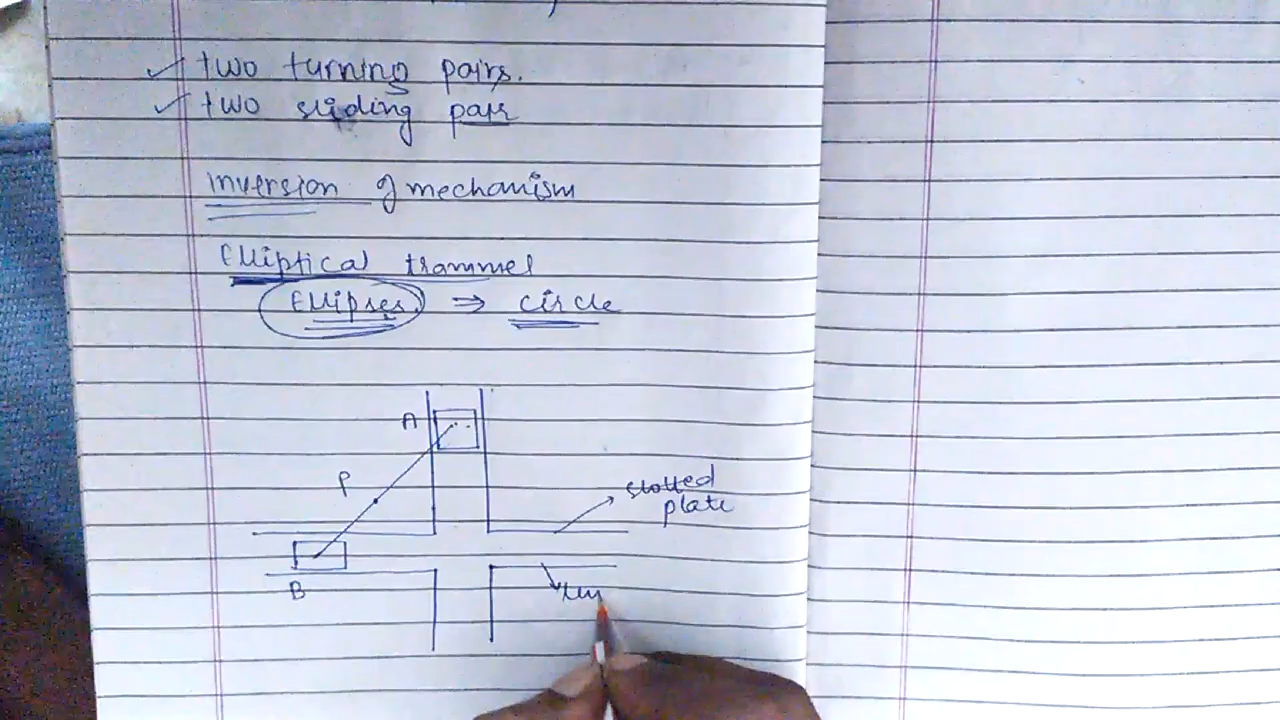 two turning pairs.
two sliding pair
inversion of mechanism
Elliptical trammel
Ellipses ⇒ circle
A
P
slotted
plate
B